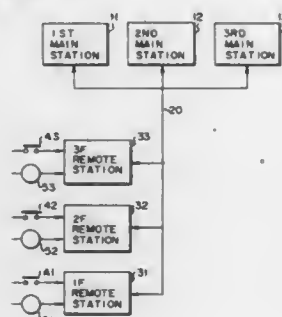 11
1ST
MAIN
STATION
12
2ND
MAIN
STATION
3RD
MAIN
STATION
20
43
33
3F
REMOTE
STATION
53
42
32
2F
REMOTE
STATION
52
41
31
1F
REMOTE
STATION